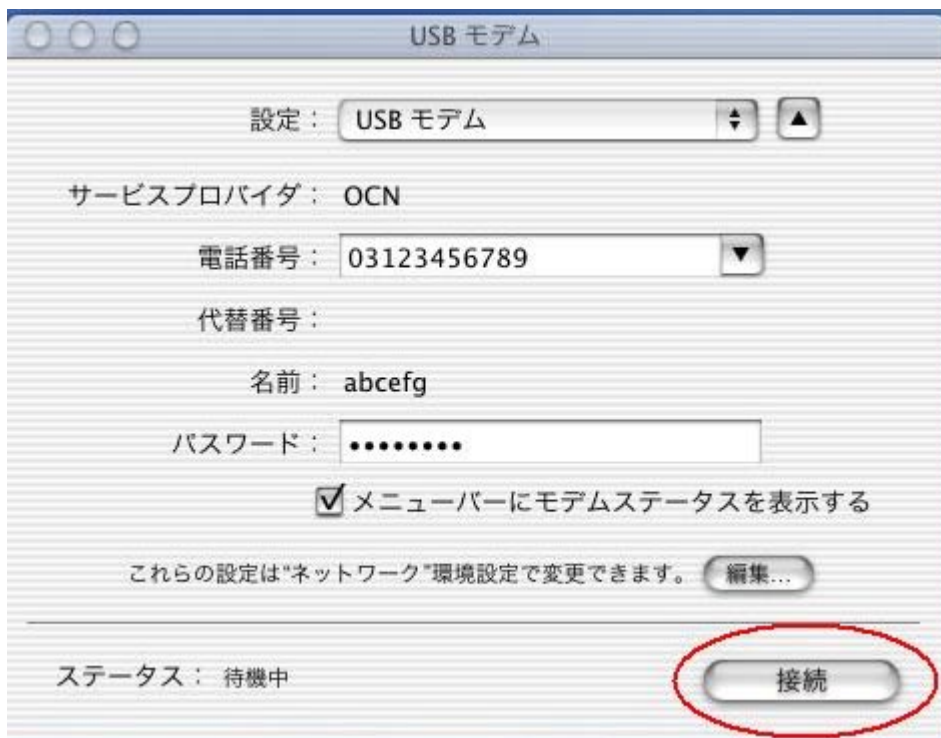 USB モデム
設定： USB モデム
サービスプロバイダ： OCN
電話番号： 03123456789
代替番号：
名前： abcefg
パスワード： ••••••••
メニューバーにモデムステータスを表示する
これらの設定は“ネットワーク”環境設定で変更できます。 編集...
ステータス： 待機中 接続